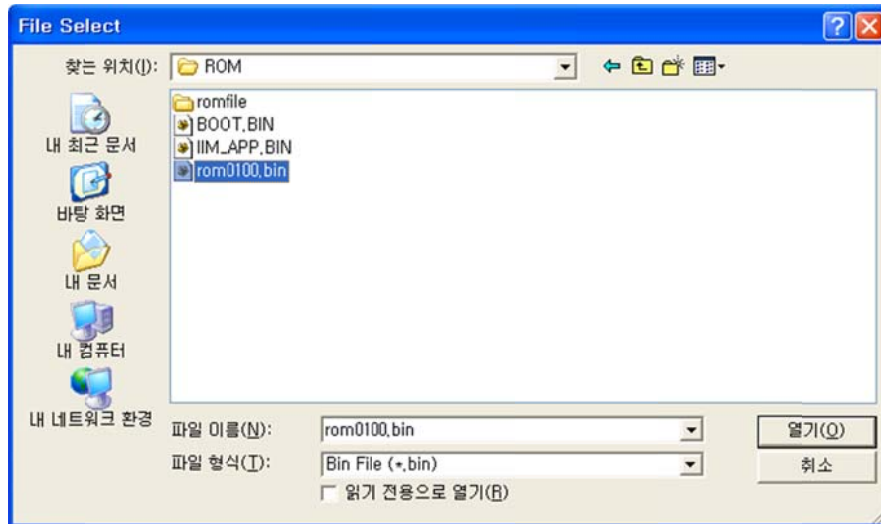 File Select
찾는 위치(I):
ROM
romfile
BOOT.BIN
IIM_APP.BIN
rom0100.bin
내 최근 문서
바탕 화면
내 문서
내 컴퓨터
내 네트워크 환경
파일 이름(N):
rom0100.bin
열기(O)
파일 형식(T):
Bin File (*.bin)
취소
읽기 전용으로 열기(R)